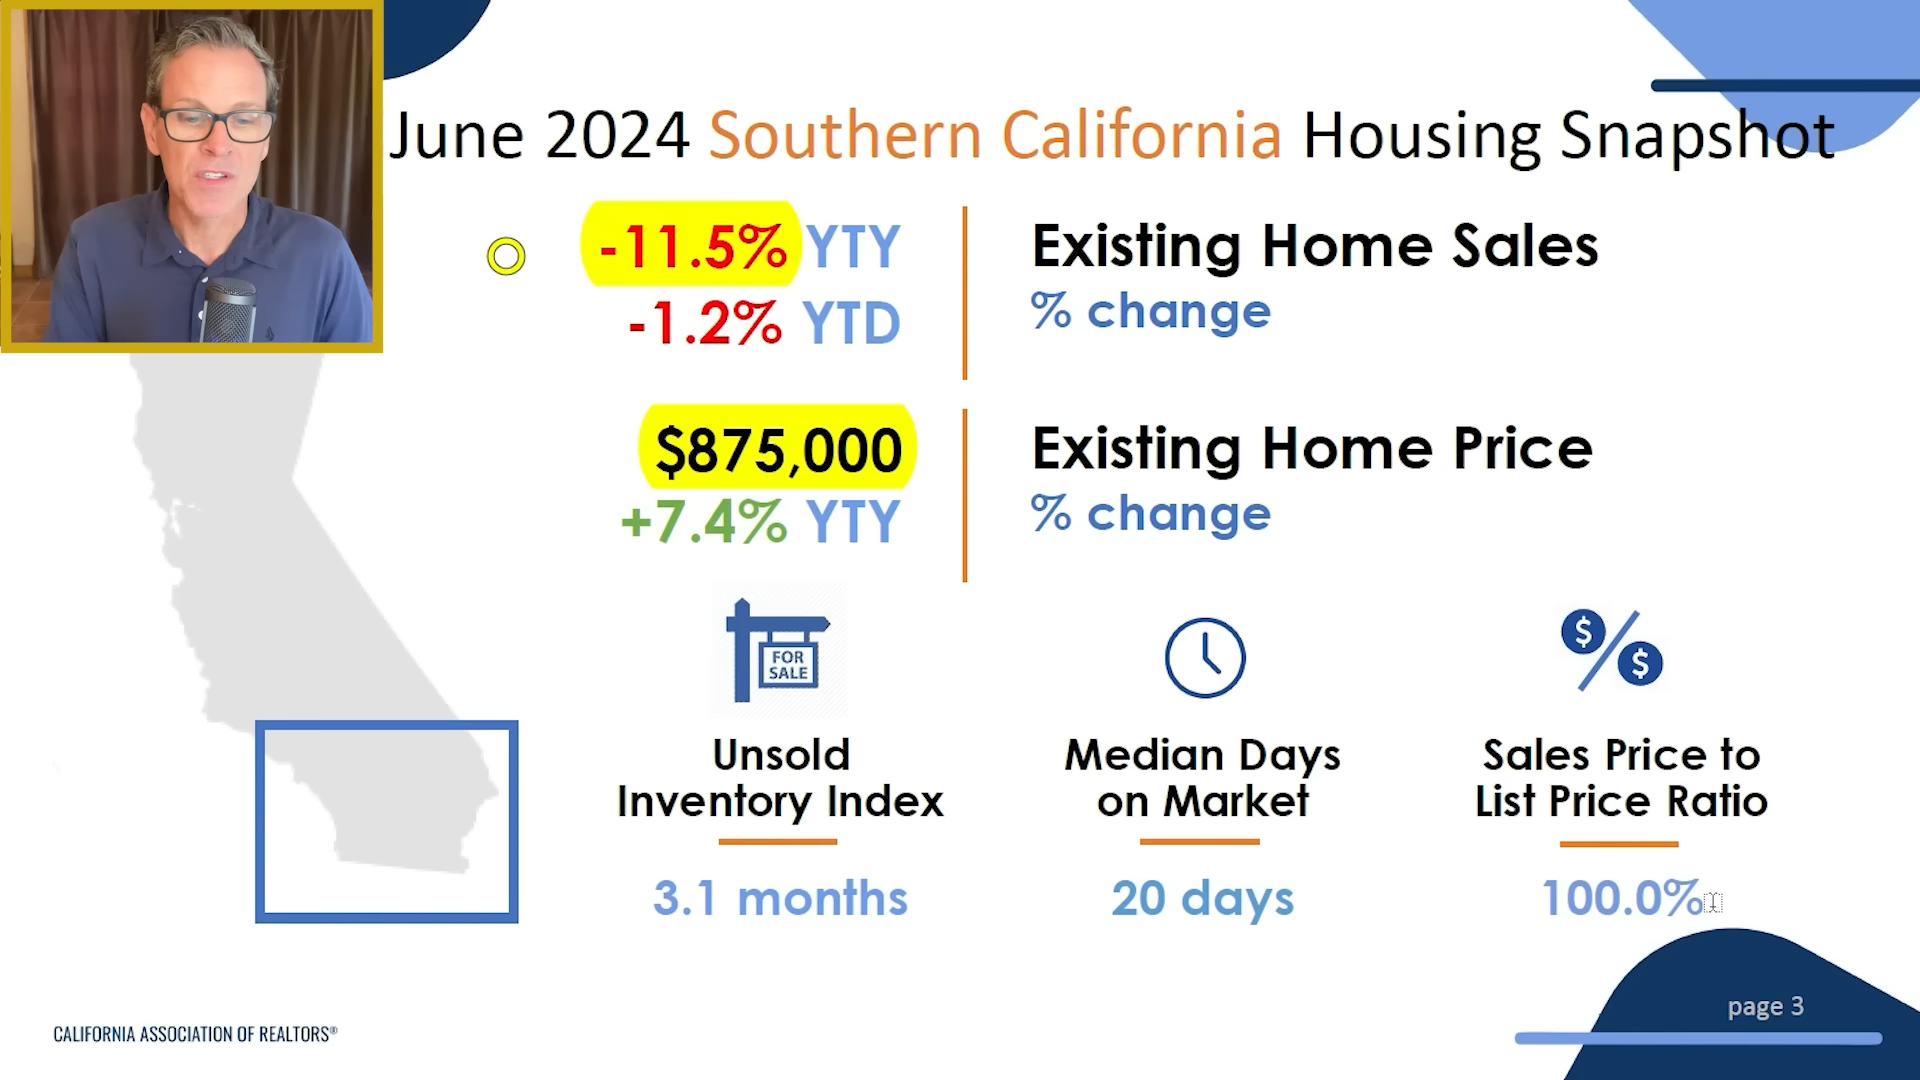 June 2024 Southern California Housing Snapshot
-11.5% YTY
-1.2% YTD
Existing Home Sales
% change
$875,000
+7.4% YTY
Existing Home Price
% change
FOR
SALE
Unsold
Inventory Index
3.1 months
Median Days
on Market
20 days
$ $
Sales Price to
List Price Ratio
100.0%
page 3
CALIFORNIA ASSOCIATION OF REALTORS®